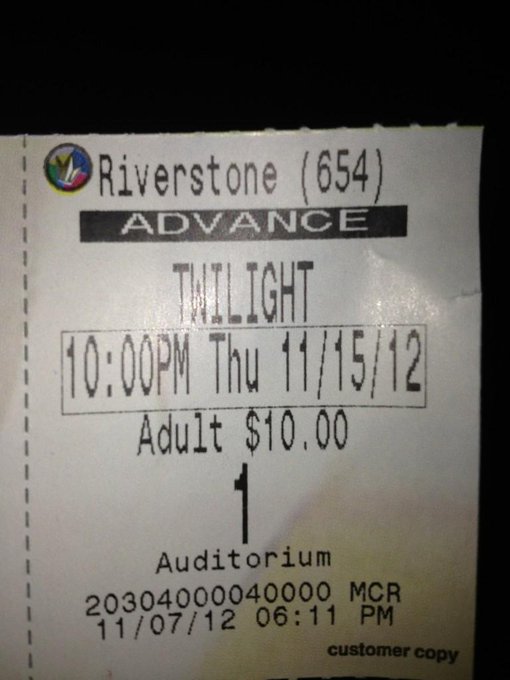 Riverstone (654)
ADVANCE
TWILIGHT
10:00PM Thu 11/15/12
Adult $10.00
1
Auditorium
20304000040000 MCR
11/07/12 06:11 PM
customer copy